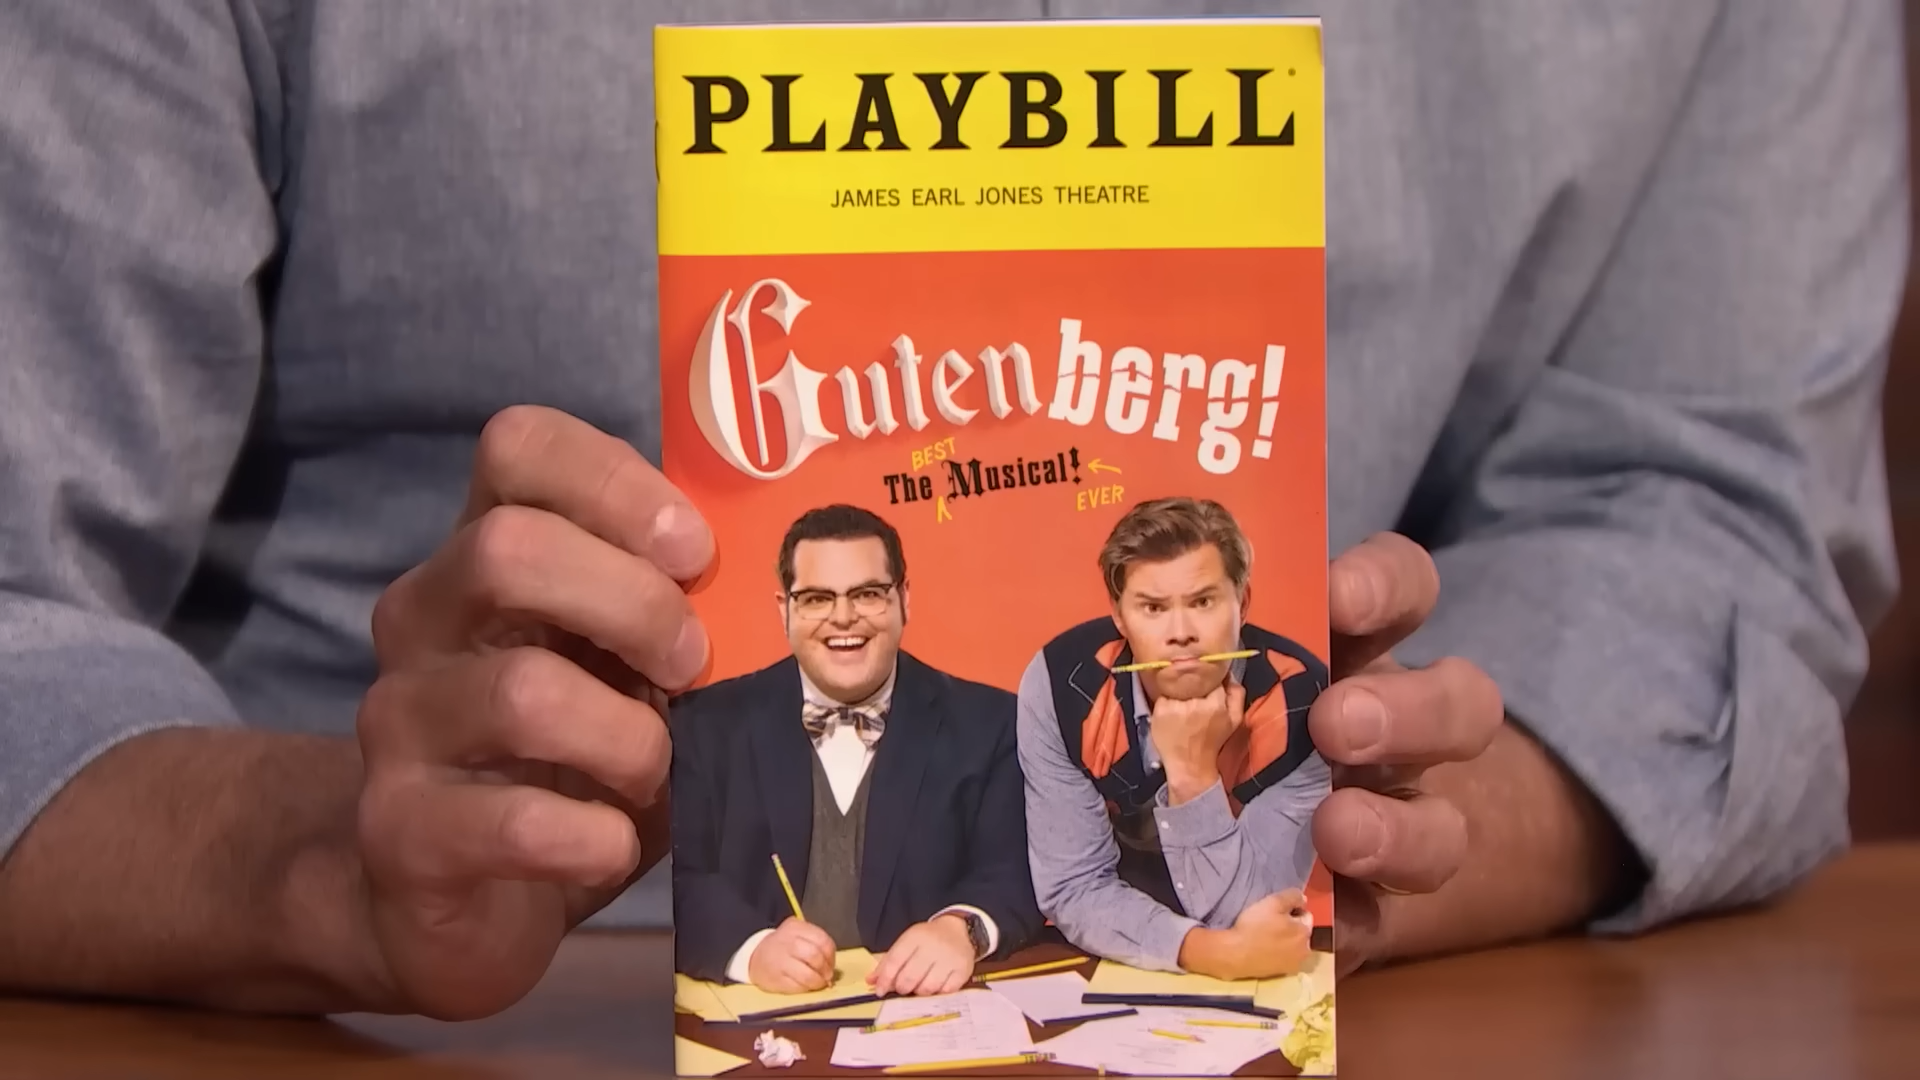 PLAYBILL
JAMES EARL JONES THEATRE
Gutenberg!
BEST
The Musical!
EVER